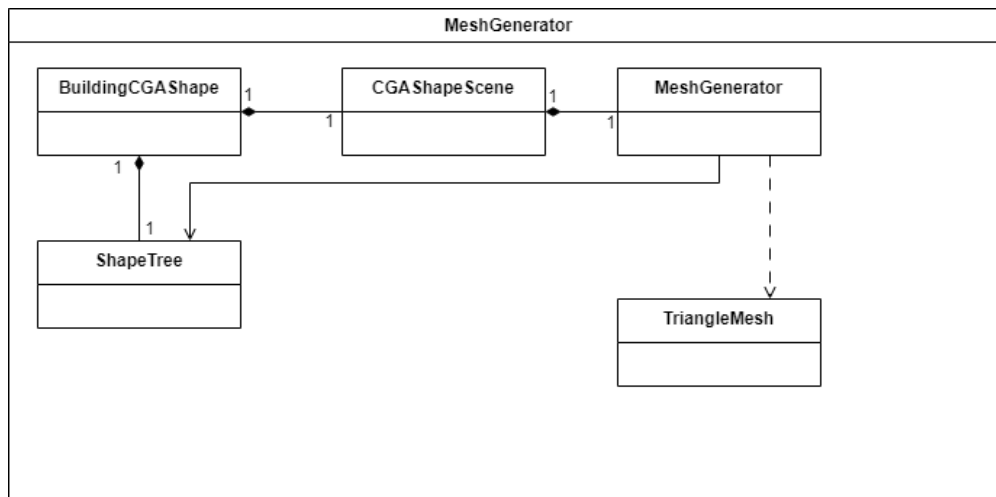 MeshGenerator
BuildingCGAShape
1
1
CGAShapeScene
1
1
MeshGenerator
1
1
ShapeTree
TriangleMesh